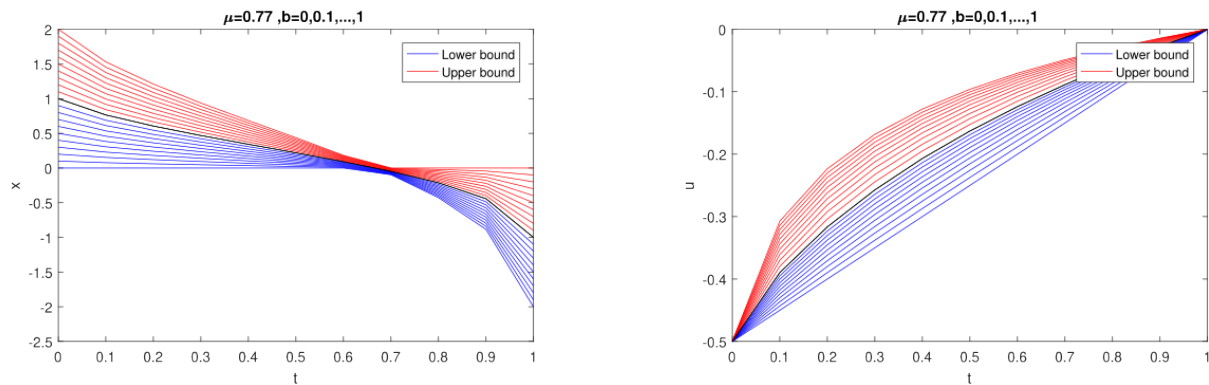 μ=0.77 ,b=0,0.1,...,1
2
1.5
1
0.5
0
-0.5
-1
-1.5
-2
-2.5
x
Lower bound
Upper bound
0 0.1 0.2 0.3 0.4 0.5 0.6 0.7 0.8 0.9 1
t
μ=0.77 ,b=0,0.1,...,1
0
-0.1
-0.2
-0.3
-0.4
-0.5
u
Lower bound
Upper bound
0 0.1 0.2 0.3 0.4 0.5 0.6 0.7 0.8 0.9 1
t